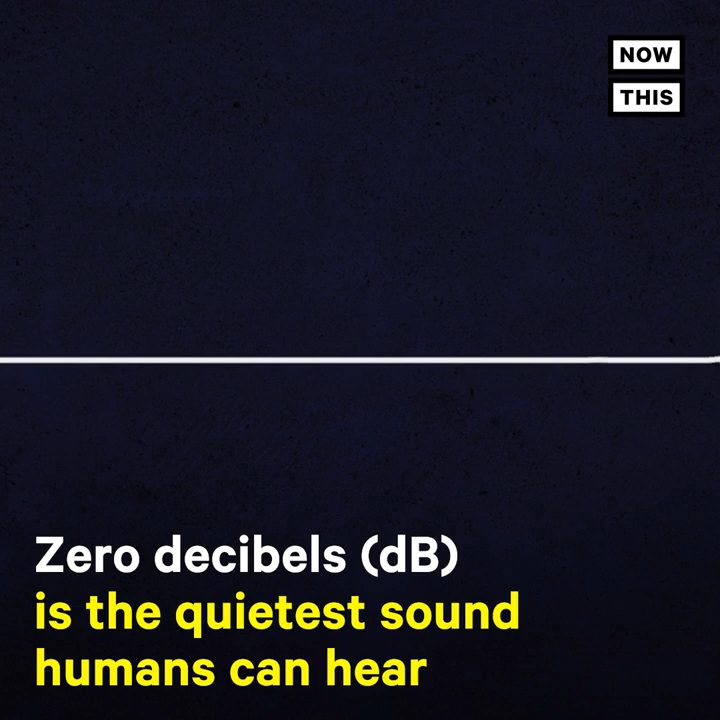 NOW
THIS
Zero decibels (dB)
is the quietest sound
humans can hear